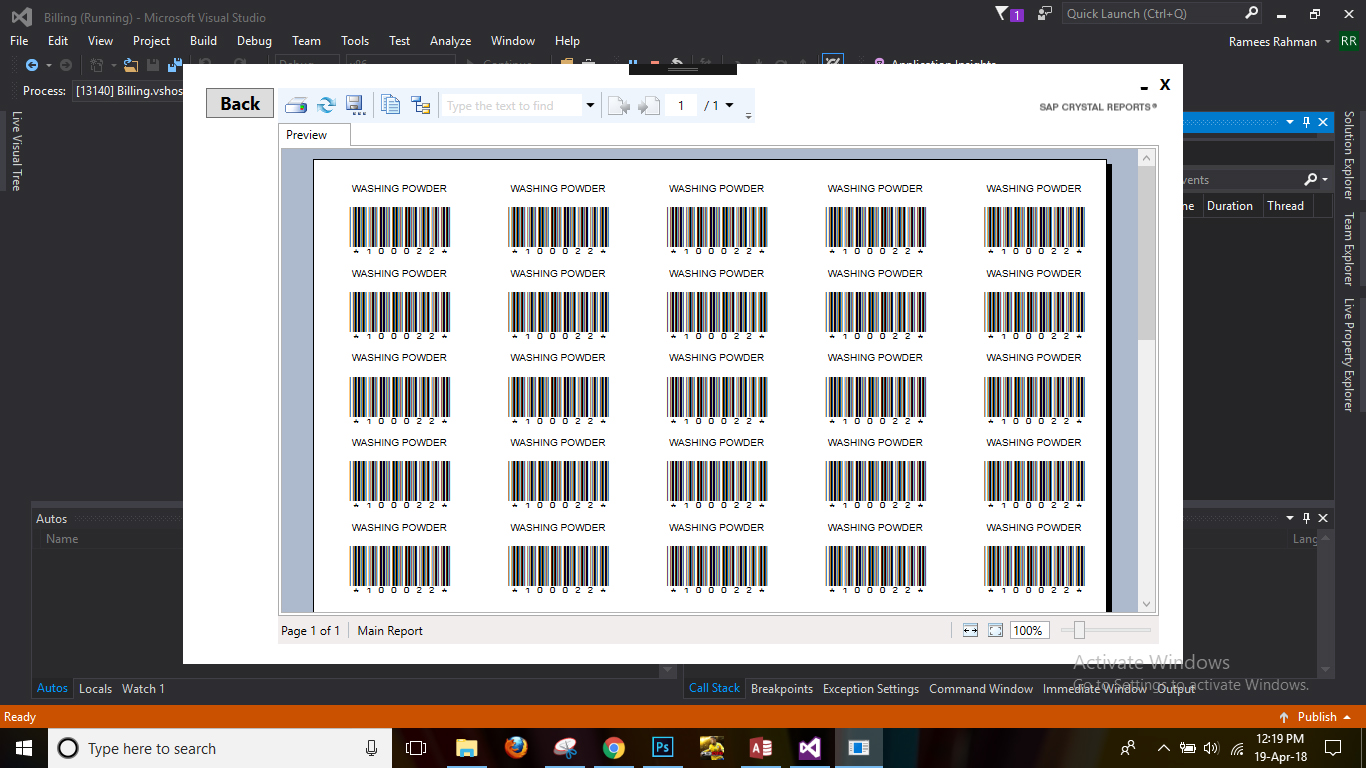 Billing (Running) - Microsoft Visual Studio
1
Quick Launch (Ctrl+Q)
File Edit View Project Build Debug Team Tools Test Analyze Window Help
Ramees Rahman RR
Process: [13140] Billing.vshos
Back
Type the text to find
1 / 1
X
SAP CRYSTAL REPORTS®
Preview
Live Visual Tree
Solution Explorer
Team Explorer
Live Property Explorer
Duration Thread
WASHING POWDER WASHING POWDER WASHING POWDER WASHING POWDER WASHING POWDER
*100022* *100022* *100022* *100022* *100022*
WASHING POWDER WASHING POWDER WASHING POWDER WASHING POWDER WASHING POWDER
*100022* *100022* *100022* *100022* *100022*
WASHING POWDER WASHING POWDER WASHING POWDER WASHING POWDER WASHING POWDER
*100022* *100022* *100022* *100022* *100022*
WASHING POWDER WASHING POWDER WASHING POWDER WASHING POWDER WASHING POWDER
*100022* *100022* *100022* *100022* *100022*
WASHING POWDER WASHING POWDER WASHING POWDER WASHING POWDER WASHING POWDER
*100022* *100022* *100022* *100022* *100022*
Autos
Name
Lang
Page 1 of 1 Main Report
100%
Activate Windows
Go to Settings to activate Windows.
Autos Locals Watch 1
Call Stack Breakpoints Exception Settings Command Window Immediate Window Output
Ready
Publish
Type here to search
12:19 PM
19-Apr-18